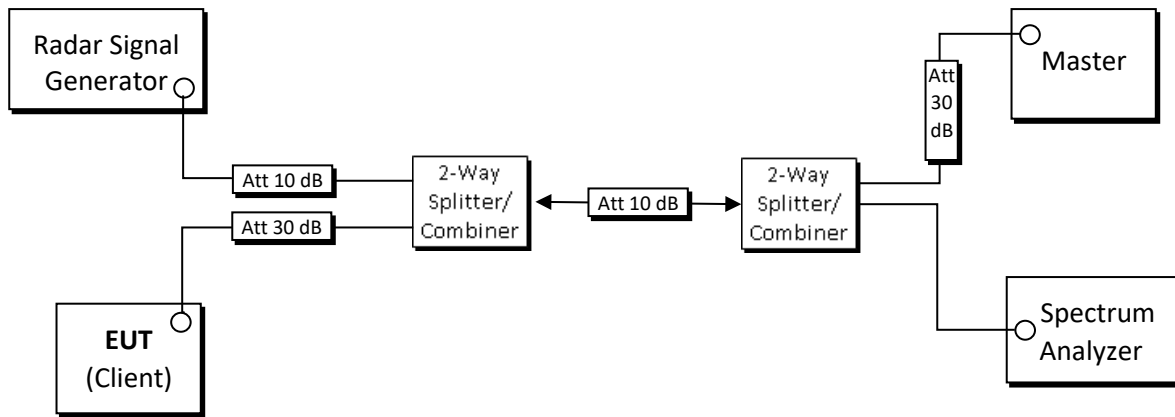 Radar Signal
Generator
Att 10 dB
Att 30 dB
EUT
(Client)
2-Way
Splitter/
Combiner
Att 10 dB
2-Way
Splitter/
Combiner
Att
30
dB
Master
Spectrum
Analyzer